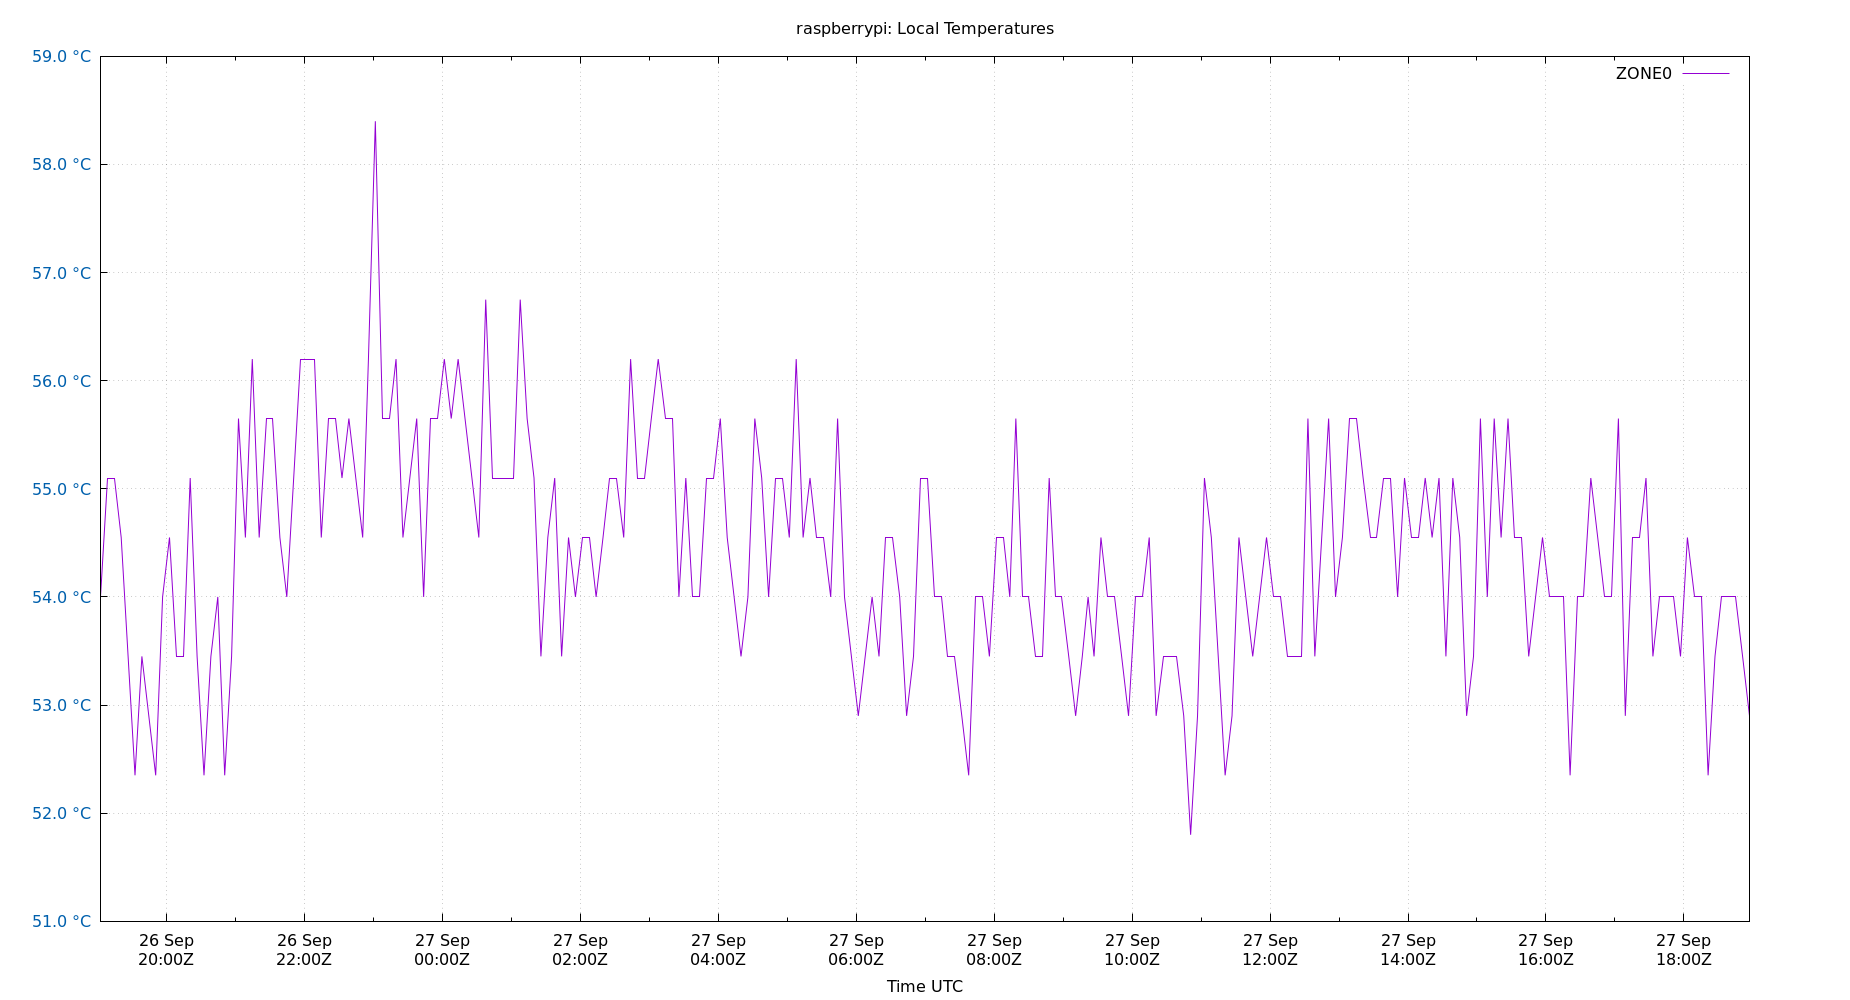 raspberrypi: Local Temperatures
59.0 °C
ZONE0
58.0 °C
57.0 °C
56.0 °C
55.0 °C
54.0 °C
53.0 °C
52.0 °C
51.0 °C
26 Sep 26 Sep 27 Sep 27 Sep 27 Sep 27 Sep 27 Sep 27 Sep 27 Sep 27 Sep 27 Sep 27 Sep
20:00Z 22:00Z 00:00Z 02:00Z 04:00Z 06:00Z 08:00Z 10:00Z 12:00Z 14:00Z 16:00Z 18:00Z
Time UTC